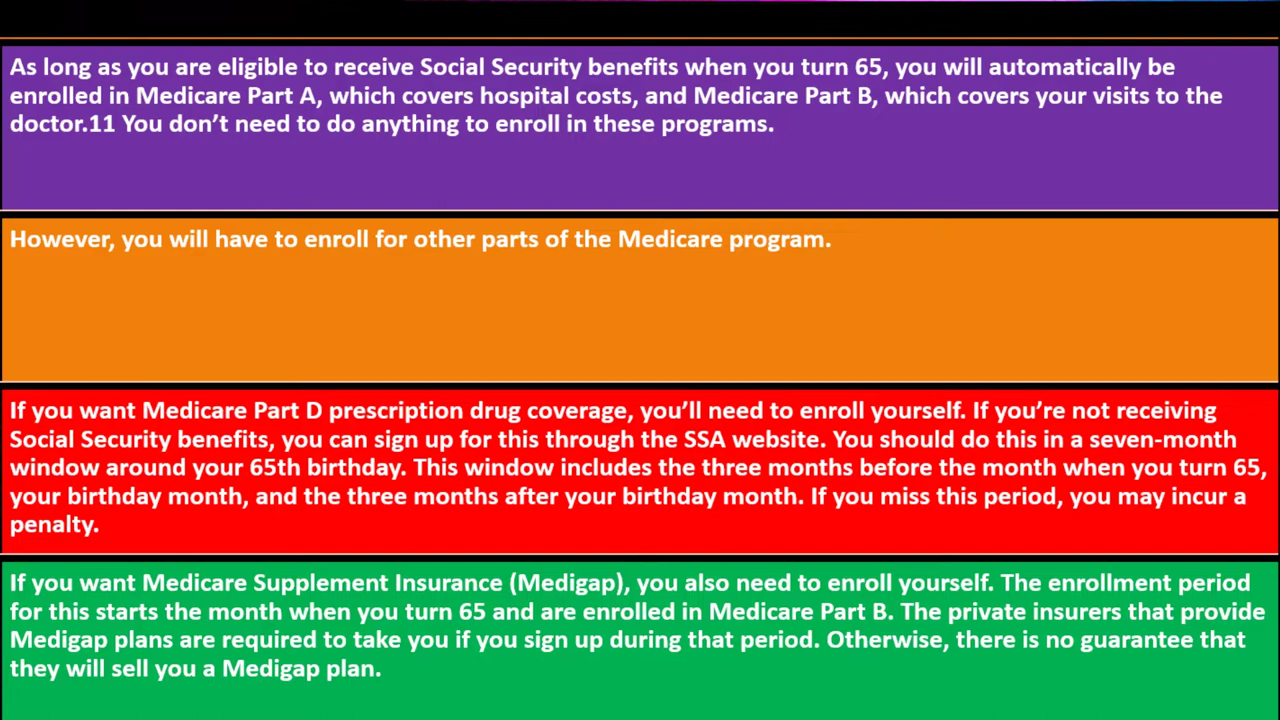 As long as you are eligible to receive Social Security benefits when you turn 65, you will automatically be
enrolled in Medicare Part A, which covers hospital costs, and Medicare Part B, which covers your visits to the
doctor.11 You don’t need to do anything to enroll in these programs.
However, you will have to enroll for other parts of the Medicare program.
If you want Medicare Part D prescription drug coverage, you’ll need to enroll yourself. If you’re not receiving
Social Security benefits, you can sign up for this through the SSA website. You should do this in a seven-month
window around your 65th birthday. This window includes the three months before the month when you turn 65,
your birthday month, and the three months after your birthday month. If you miss this period, you may incur a
penalty.
If you want Medicare Supplement Insurance (Medigap), you also need to enroll yourself. The enrollment period
for this starts the month when you turn 65 and are enrolled in Medicare Part B. The private insurers that provide
Medigap plans are required to take you if you sign up during that period. Otherwise, there is no guarantee that
they will sell you a Medigap plan.